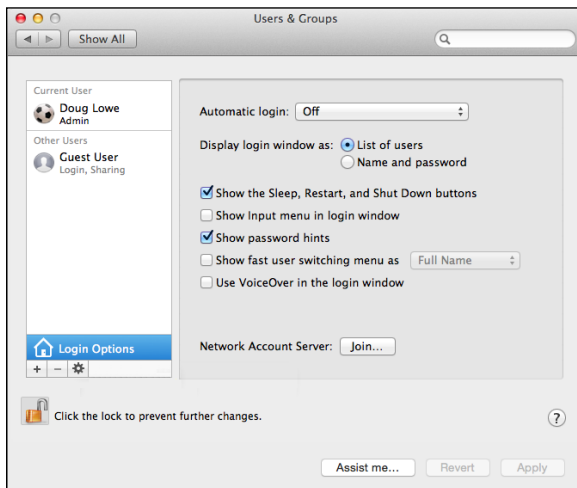 Users & Groups
Show All
Current User
Doug Lowe
Admin
Other Users
Guest User
Login, Sharing
Login Options
Automatic login: Off
Display login window as: List of users
Name and password
Show the Sleep, Restart, and Shut Down buttons
Show Input menu in login window
Show password hints
Show fast user switching menu as Full Name
Use VoiceOver in the login window
Network Account Server: Join...
Click the lock to prevent further changes.
?
Assist me... Revert Apply